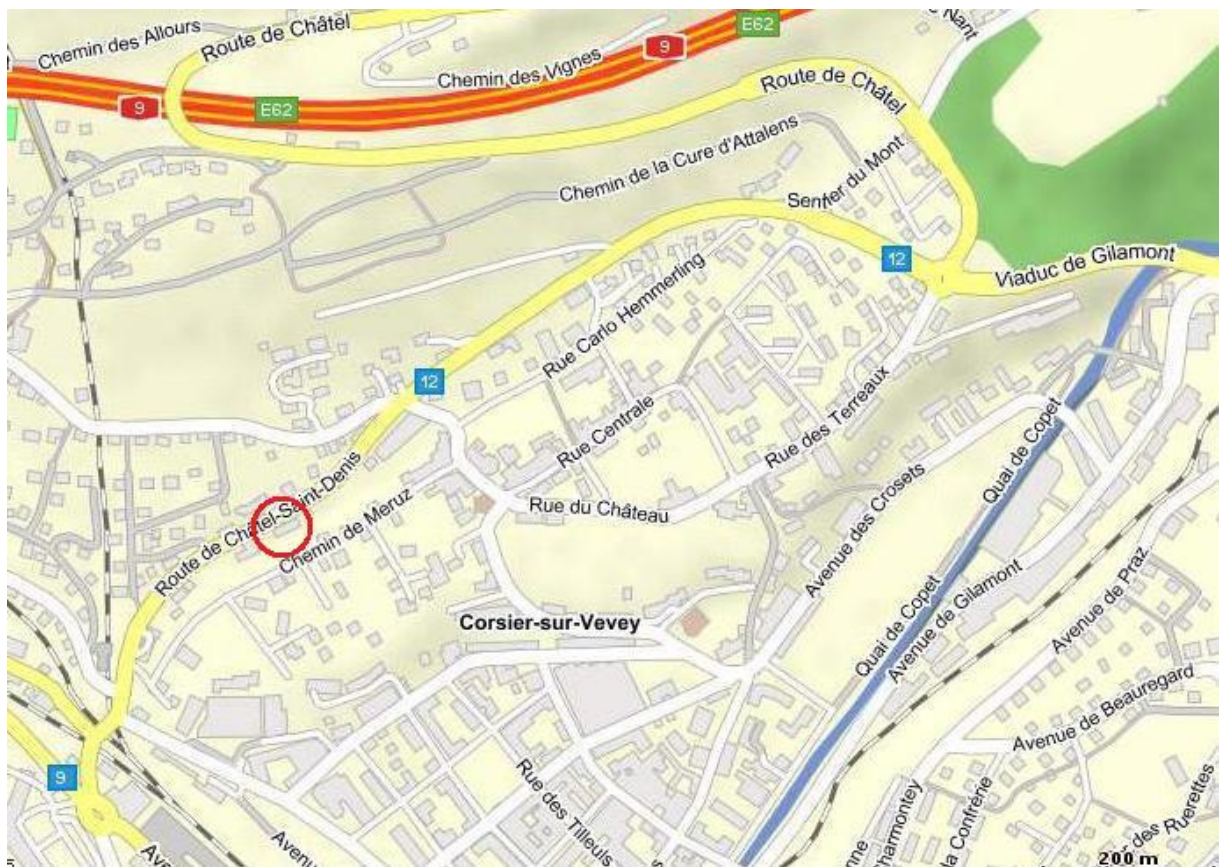 Chemin des Allours
Route de Châtel
E62
Nant
9
Chemin des Vignes
Route de Châtel
9
E62
Chemin de la Cure d'Attalens
Sentier du Mont
12
Viaduc de Gilamont
Rue Carlo Hemmerling
12
Rue Centrale
Rue des Terreaux
Quai de Copet
Route de Châtel-Saint-Denis
Chemin de Meruz
Rue du Château
Avenue des Crosets
Corsier-sur-Vevey
Quai de Copet
Avenue de Gilamont
Avenue de Praz
Avenue de Beauregard
9
Rue des Tilleuls
la Confrérie
des Ruerettes
200 m